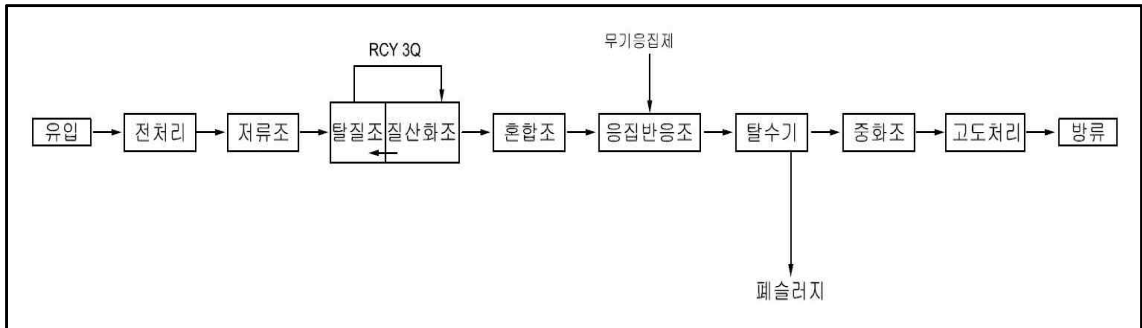 RCY 3Q
무기응집제
유입
전처리
저류조
탈질조
질산화조
혼합조
응집반응조
탈수기
중화조
고도처리
방류
폐슬러지